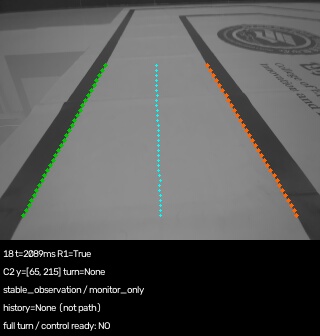 18 t=2089ms R1=True
C2 y=[65, 215] turn=None
stable_observation / monitor_only
history=None (not path)
full turn / control ready: NO